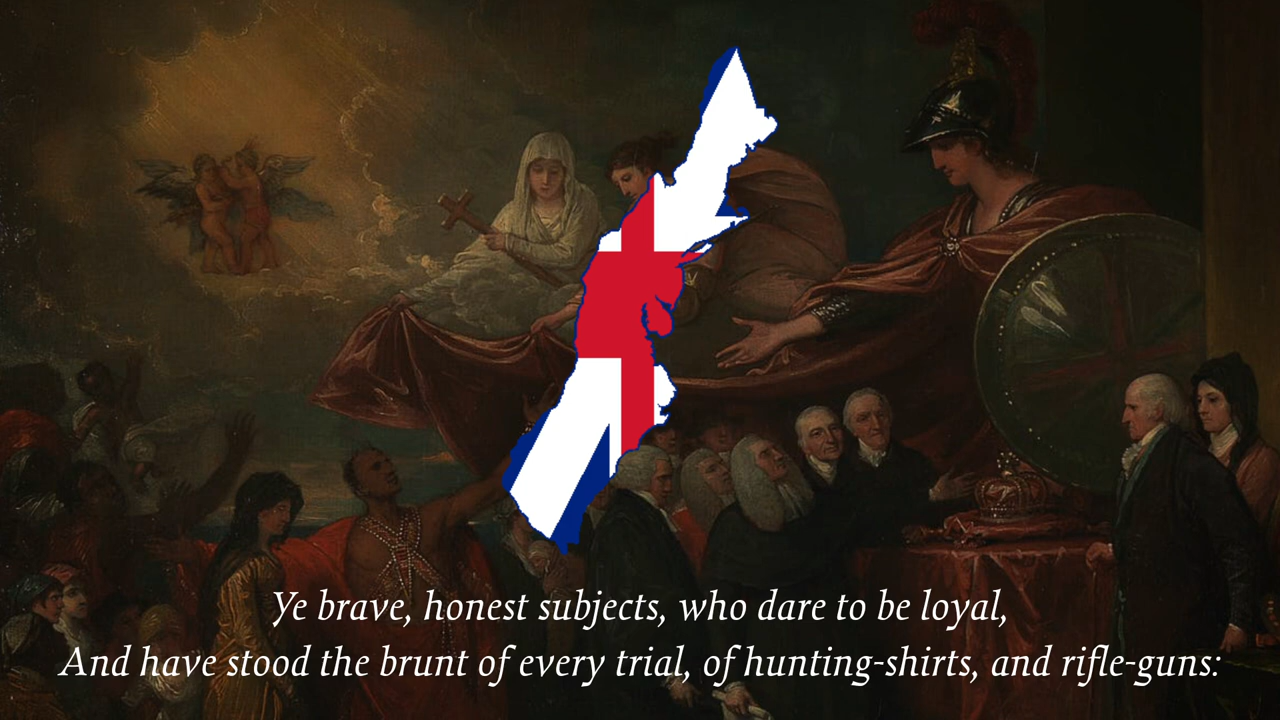 Ye brave, honest subjects, who dare to be loyal,
And have stood the brunt of every trial, of hunting-shirts, and rifle-guns: